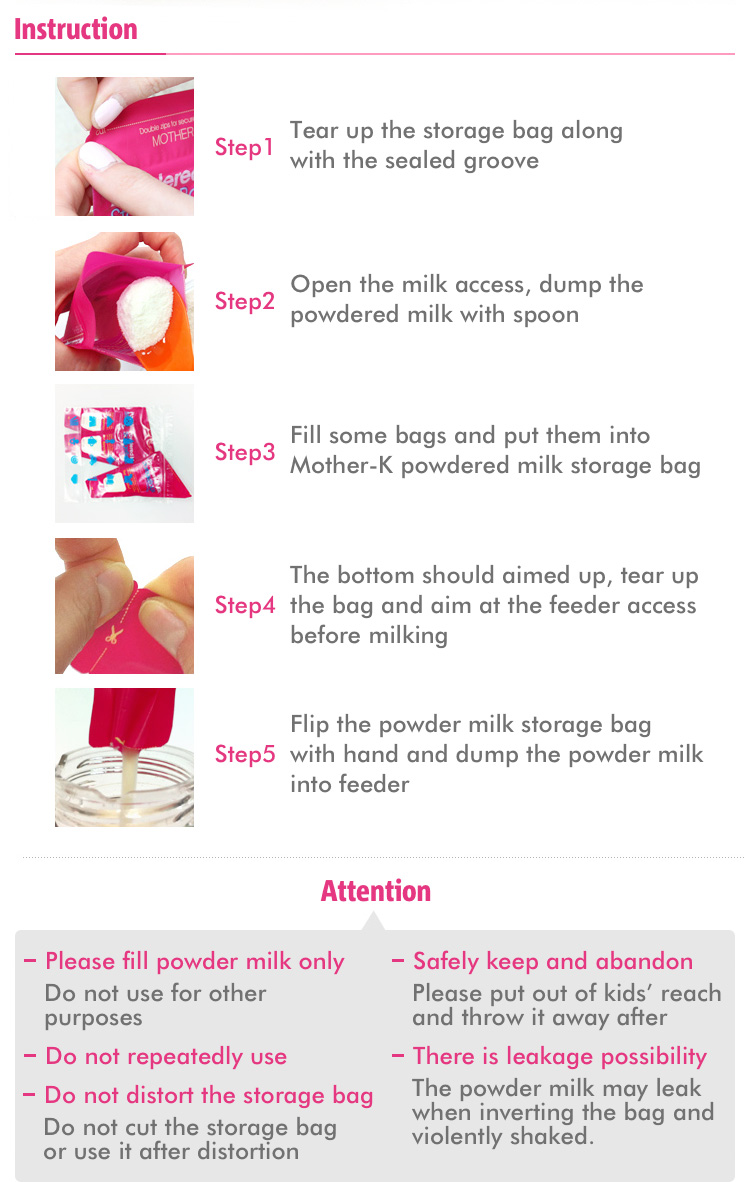 Instruction
Double zips for secure
MOTHER
Step1
Tear up the storage bag along
with the sealed groove
Step2
Open the milk access, dump the
powdered milk with spoon
Step3
Fill some bags and put them into
Mother-K powdered milk storage bag
Step4
The bottom should aimed up, tear up
the bag and aim at the feeder access
before milking
Step5
Flip the powder milk storage bag
with hand and dump the powder milk
into feeder
Attention
– Please fill powder milk only
Do not use for other
purposes
– Do not repeatedly use
– Do not distort the storage bag
Do not cut the storage bag
or use it after distortion
– Safely keep and abandon
Please put out of kids’ reach
and throw it away after
– There is leakage possibility
The powder milk may leak
when inverting the bag and
violently shaked.